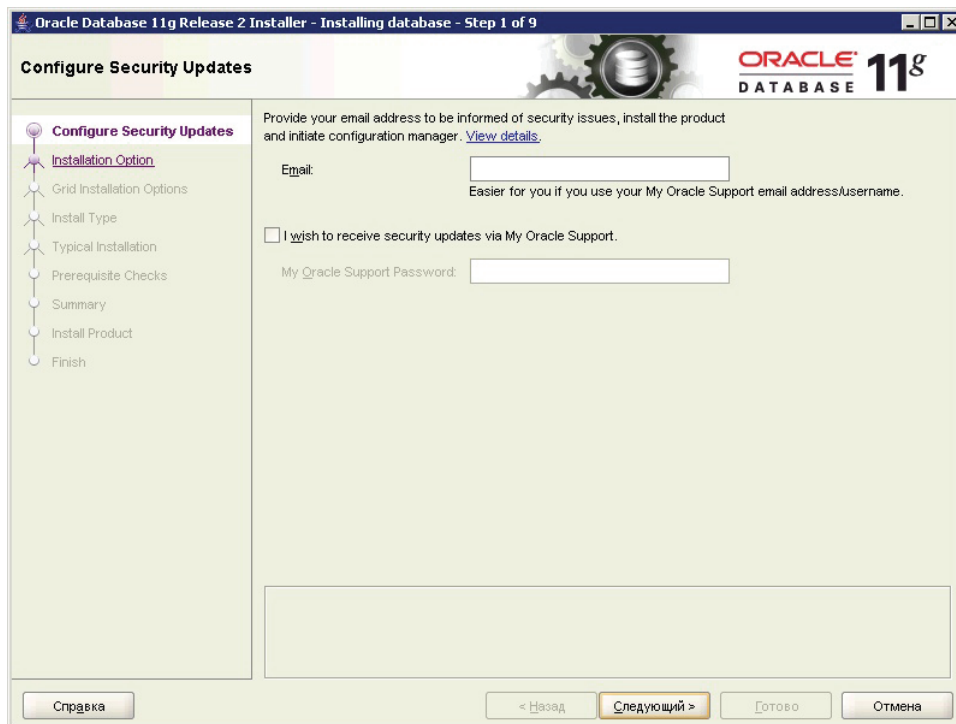 Oracle Database 11g Release 2 Installer - Installing database - Step 1 of 9
Configure Security Updates
ORACLE
DATABASE
11g
Configure Security Updates
Installation Option
Grid Installation Options
Install Type
Typical Installation
Prerequisite Checks
Summary
Install Product
Finish
Provide your email address to be informed of security issues, install the product
and initiate configuration manager. View details.
Email:
Easier for you if you use your My Oracle Support email address/username.
I wish to receive security updates via My Oracle Support.
My Oracle Support Password:
Справка
< Назад
Следующий >
Готово
Отмена